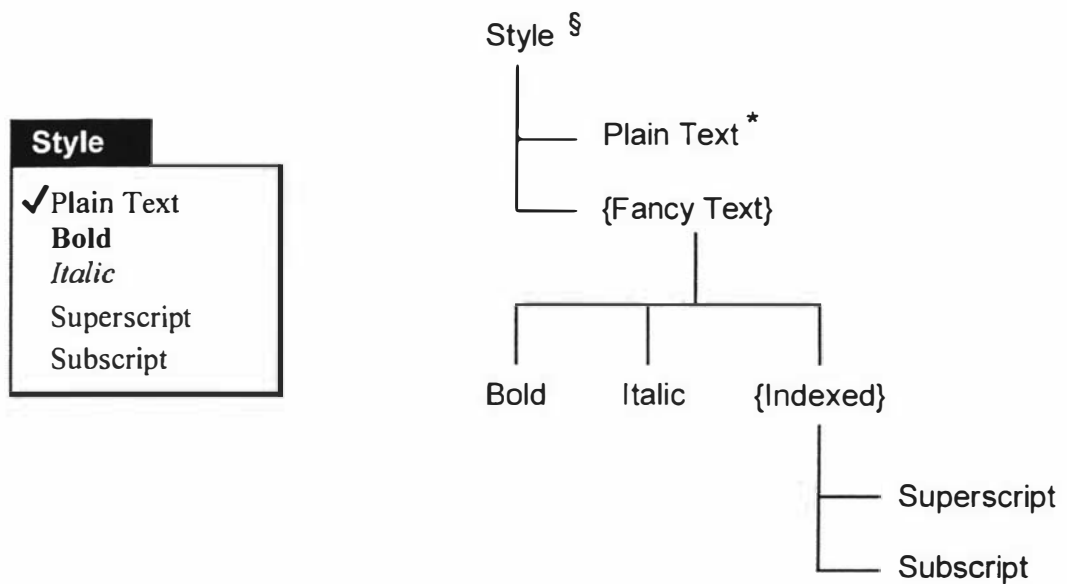 Style
✓Plain Text
Bold
Italic
Superscript
Subscript
Style §
Plain Text *
{Fancy Text}
Bold Italic {Indexed}
Superscript
Subscript